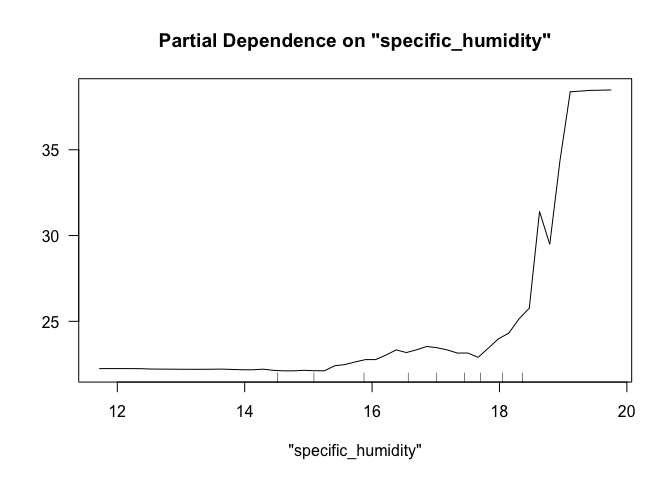 Partial Dependence on "specific_humidity"
35
30
25
12 14 16 18 20
"specific_humidity"